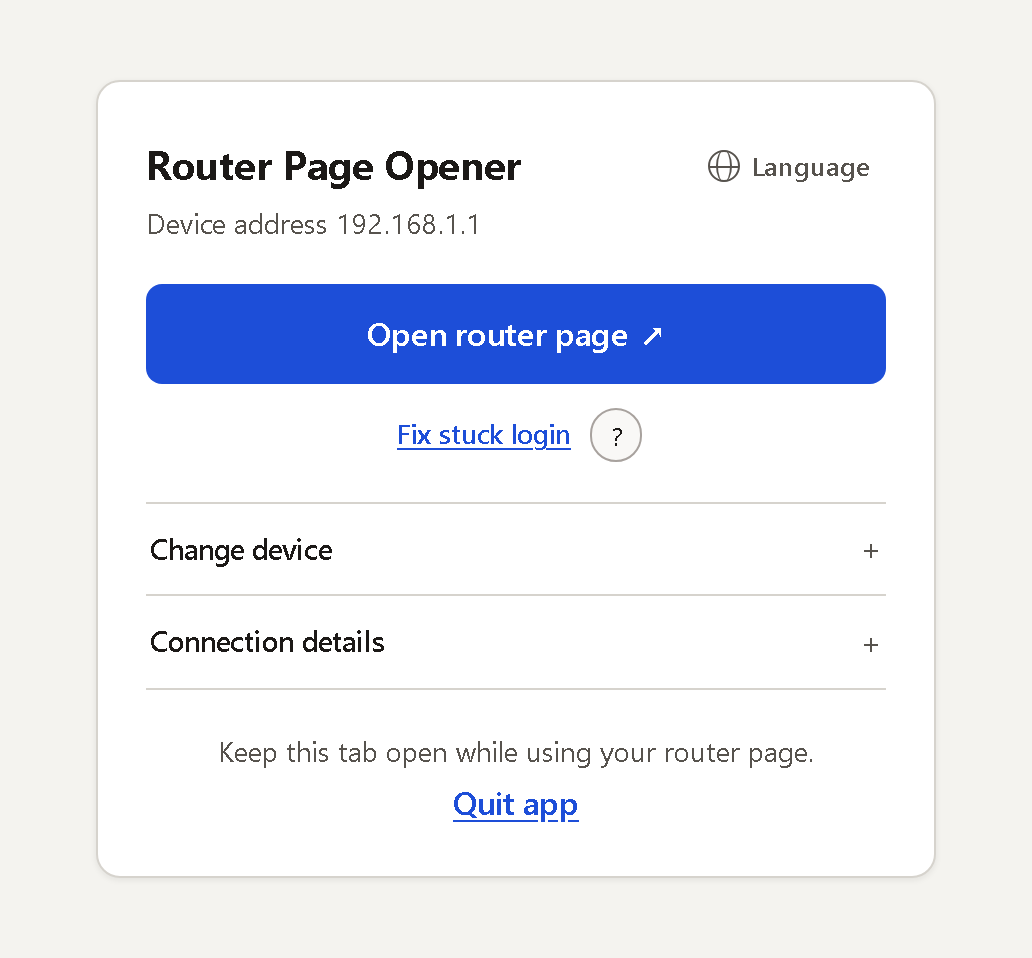 Router Page Opener
Language
Device address 192.168.1.1
Open router page ↗
Fix stuck login
?
Change device
+
Connection details
+
Keep this tab open while using your router page.
Quit app